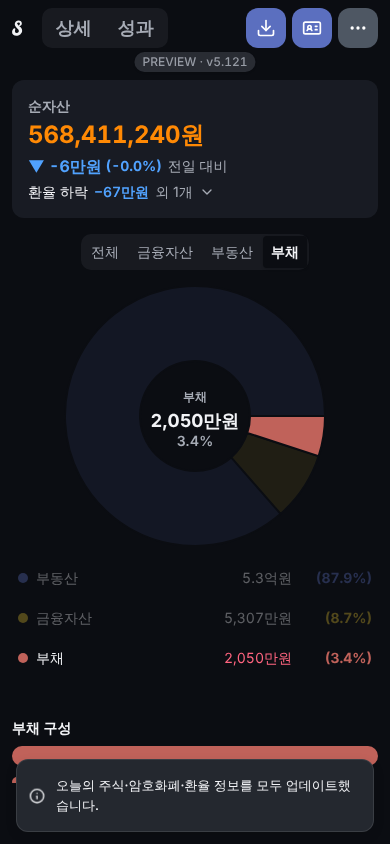 S
상세 성과
PREVIEW · v5.121
순자산
568,411,240원
▼ -6만원 (-0.0%) 전일 대비
환율 하락 −67만원 외 1개
전체 금융자산 부동산 부채
부채
2,050만원
3.4%
부동산 5.3억원 (87.9%)
금융자산 5,307만원 (8.7%)
부채 2,050만원 (3.4%)
부채 구성
오늘의 주식·암호화폐·환율 정보를 모두 업데이트했
습니다.